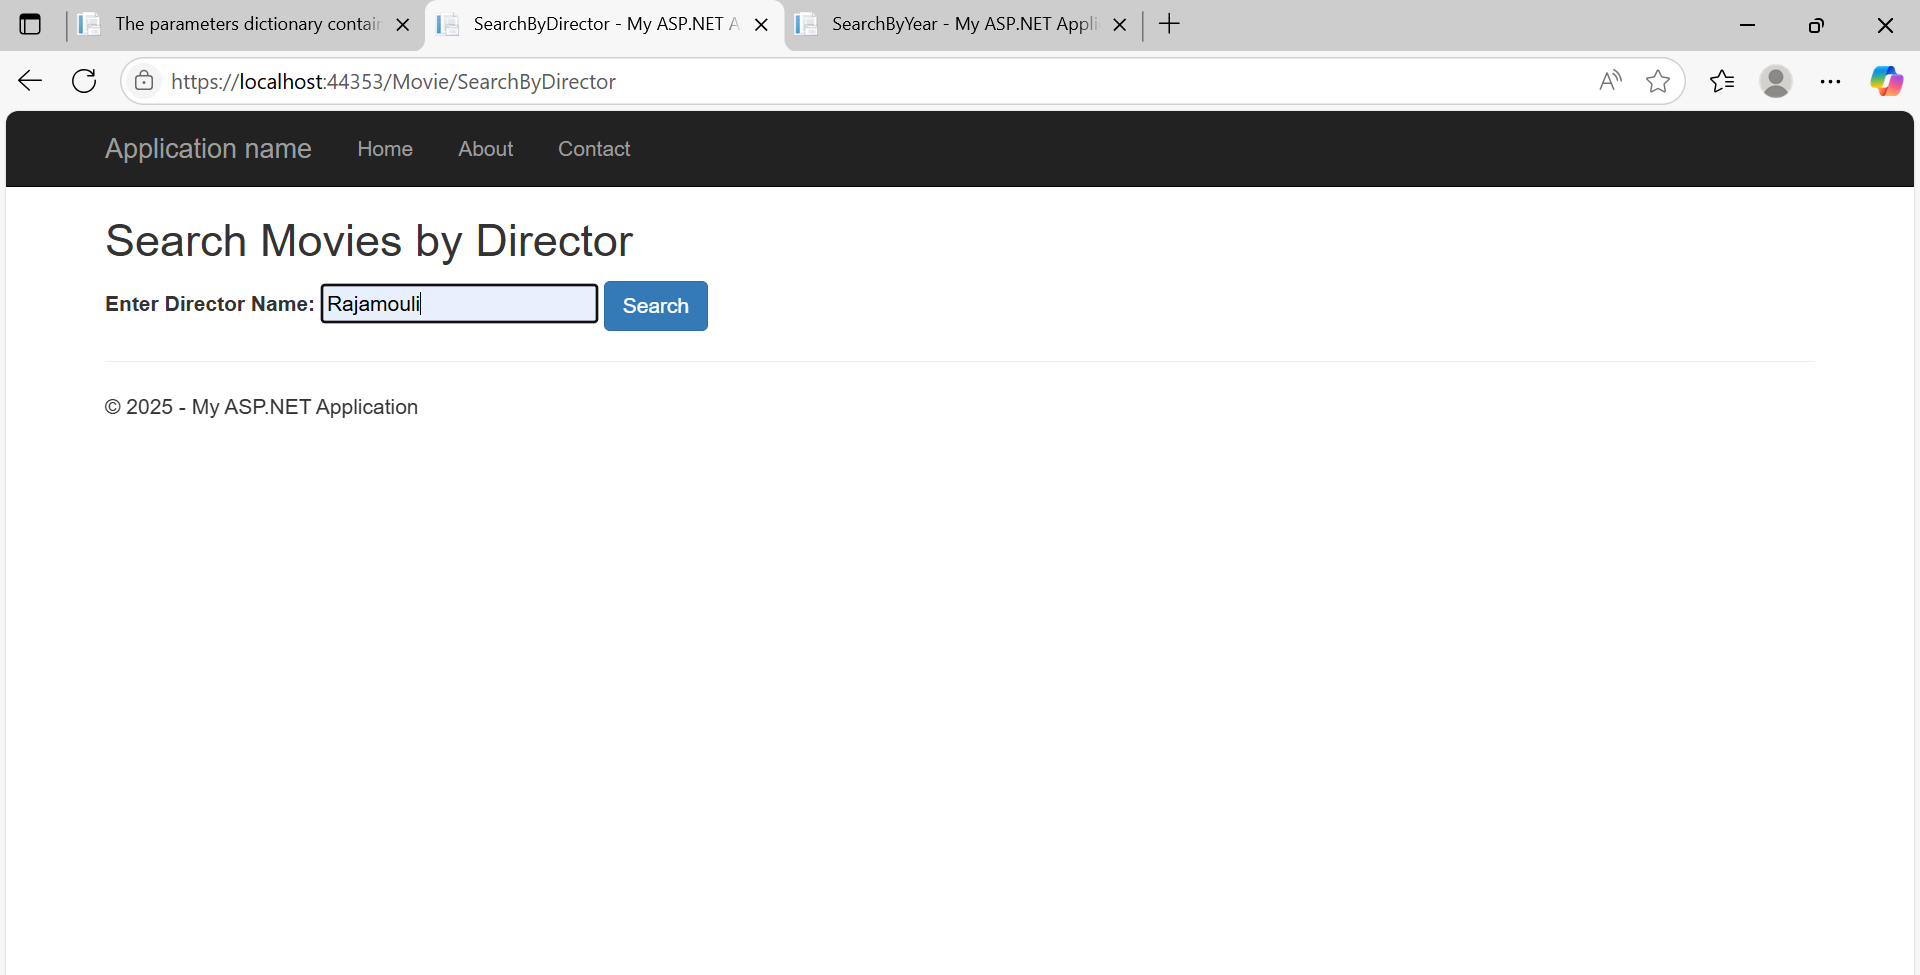 The parameters dictionary contai
SearchByDirector - My ASP.NET A
SearchByYear - My ASP.NET Appli
https://localhost:44353/Movie/SearchByDirector
Application name Home About Contact
Search Movies by Director
Enter Director Name: Rajamouli Search
© 2025 - My ASP.NET Application